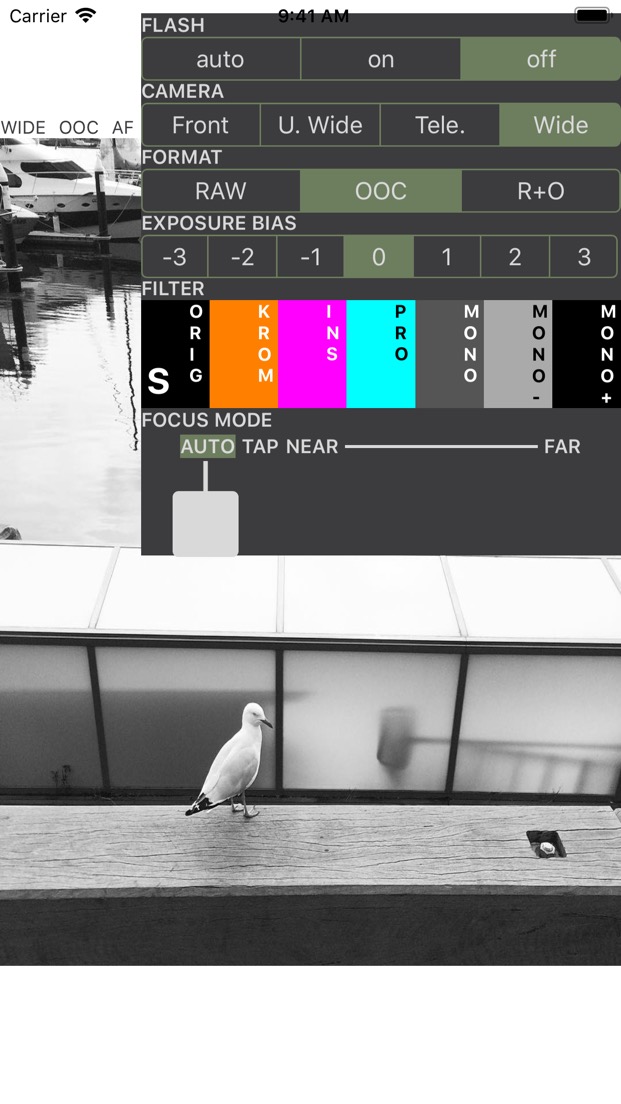 Carrier 9:41 AM
FLASH
auto on off
CAMERA
WIDE OOC AF
Front U. Wide Tele. Wide
FORMAT
RAW OOC R+O
EXPOSURE BIAS
-3 -2 -1 0 1 2 3
FILTER
S ORIG KROM INS PRO MONO MONO- MONO+
FOCUS MODE
AUTO TAP NEAR FAR